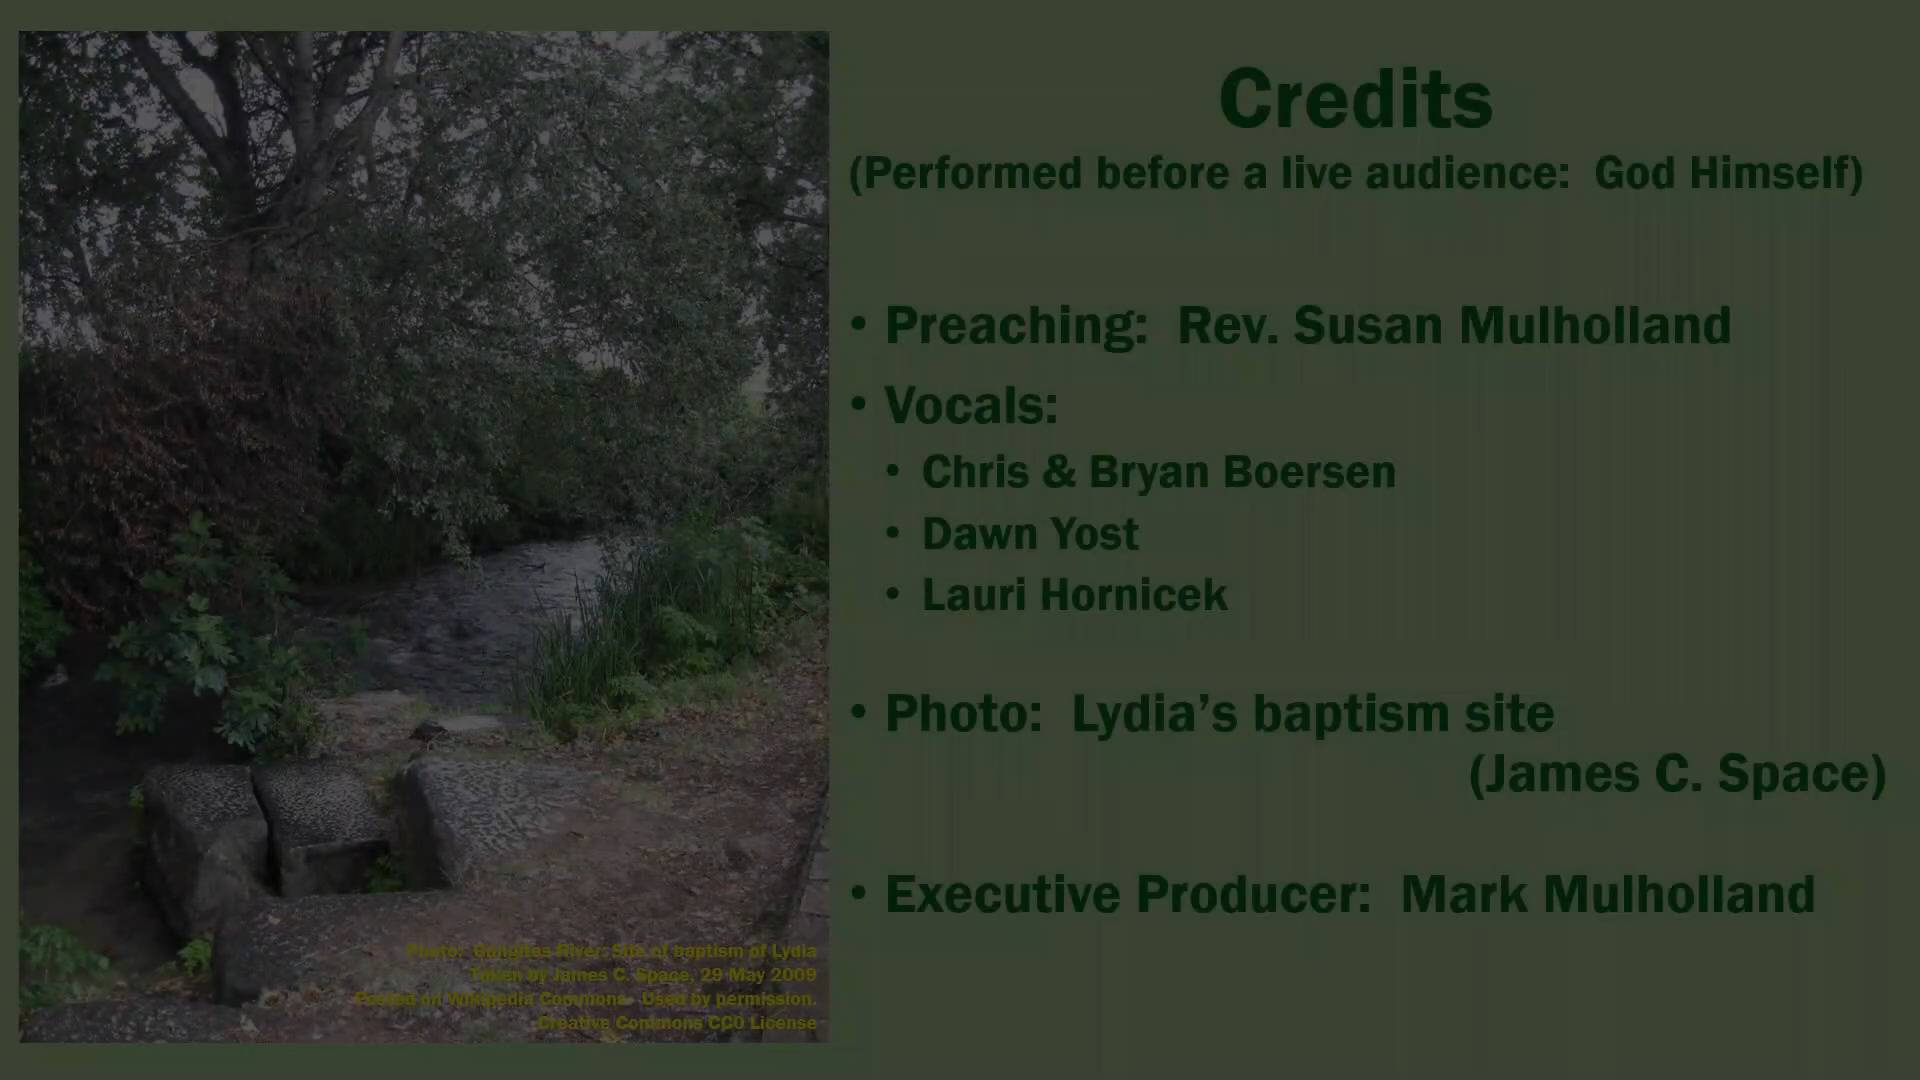 Credits
(Performed before a live audience:  God Himself)
• Preaching:  Rev. Susan Mulholland
• Vocals:
• Chris & Bryan Boersen
• Dawn Yost
• Lauri Hornicek
• Photo:  Lydia’s baptism site
(James C. Space)
• Executive Producer:  Mark Mulholland
Photo:  Gangites River: Site of baptism of Lydia
Taken by James C. Space, 29 May 2009
Posted on Wikipedia Commons.  Used by permission.
Creative Commons CC0 License